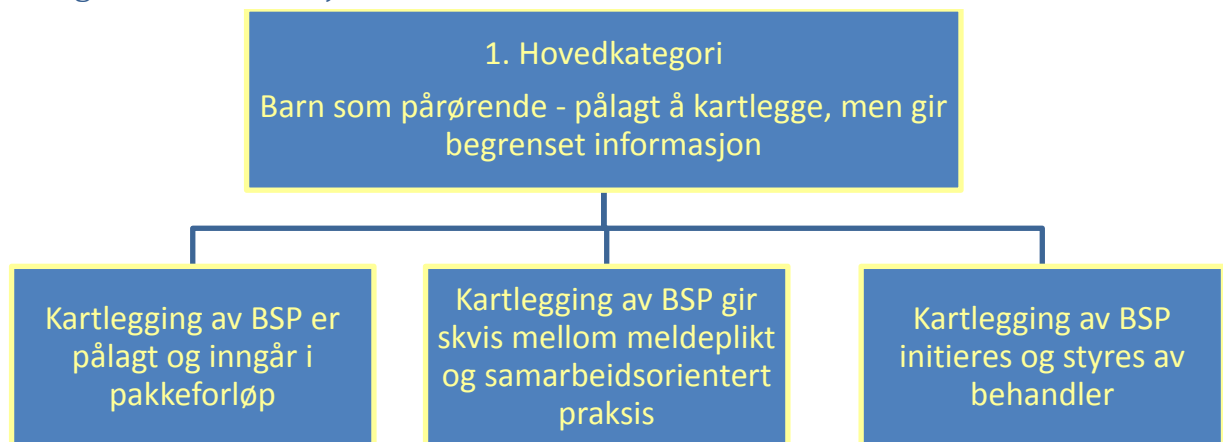 1. Hovedkategori
Barn som pårørende - pålagt å kartlegge, men gir
begrenset informasjon
Kartlegging av BSP er
pålagt og inngår i
pakkeforløp
Kartlegging av BSP gir
skvis mellom meldeplikt
og samarbeidsorientert
praksis
Kartlegging av BSP
initieres og styres av
behandler